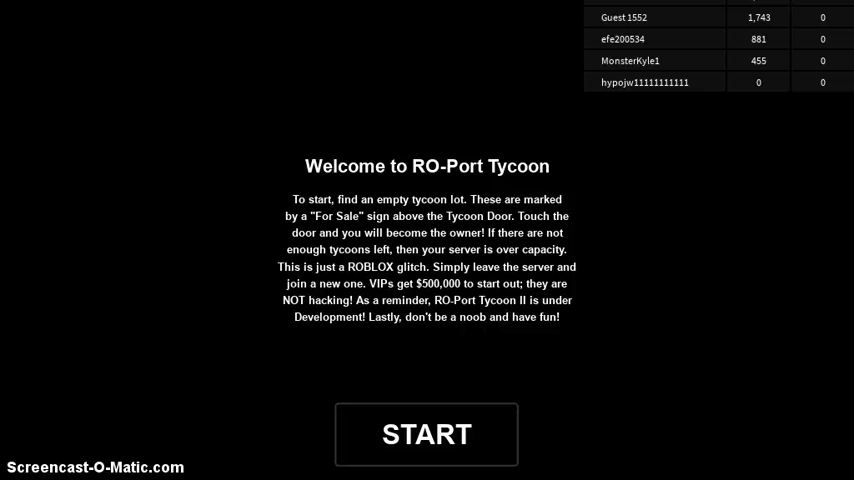 Guest 1552 1,743 0
efe200534 881 0
MonsterKyle1 455 0
hypojw11111111111 0 0
Welcome to RO-Port Tycoon
To start, find an empty tycoon lot. These are marked
by a "For Sale" sign above the Tycoon Door. Touch the
door and you will become the owner! If there are not
enough tycoons left, then your server is over capacity.
This is just a ROBLOX glitch. Simply leave the server and
join a new one. VIPs get $500,000 to start out; they are
NOT hacking! As a reminder, RO-Port Tycoon II is under
Development! Lastly, don't be a noob and have fun!
START
Screencast-O-Matic.com